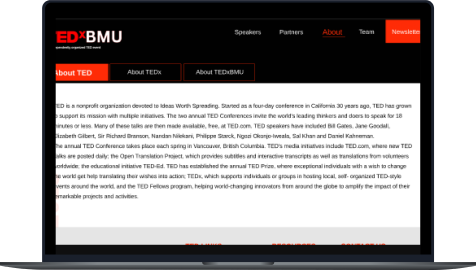 TEDxBMU
independently organized TED event
Speakers
Partners
About
Team
Newslette
About TED
About TEDx
About TEDxBMU
TED is a nonprofit organization devoted to Ideas Worth Spreading. Started as a four-day conference in California 30 years ago, TED has grown
to support its mission with multiple initiatives. The two annual TED Conferences invite the world's leading thinkers and doers to speak for 18
minutes or less. Many of these talks are then made available, free, at TED.com. TED speakers have included Bill Gates, Jane Goodall,
Elizabeth Gilbert, Sir Richard Branson, Nandan Nilekani, Philippe Starck, Ngozi Okonjo-Iweala, Sal Khan and Daniel Kahneman.
The annual TED Conference takes place each spring in Vancouver, British Columbia. TED's media initiatives include TED.com, where new TED
talks are posted daily; the Open Translation Project, which provides subtitles and interactive transcripts as well as translations from volunteers
worldwide; the educational initiative TED-Ed. TED has established the annual TED Prize, where exceptional individuals with a wish to change
the world get help translating their wishes into action; TEDx, which supports individuals or groups in hosting local, self- organized TED-style
events around the world, and the TED Fellows program, helping world-changing innovators from around the globe to amplify the impact of their
remarkable projects and activities.